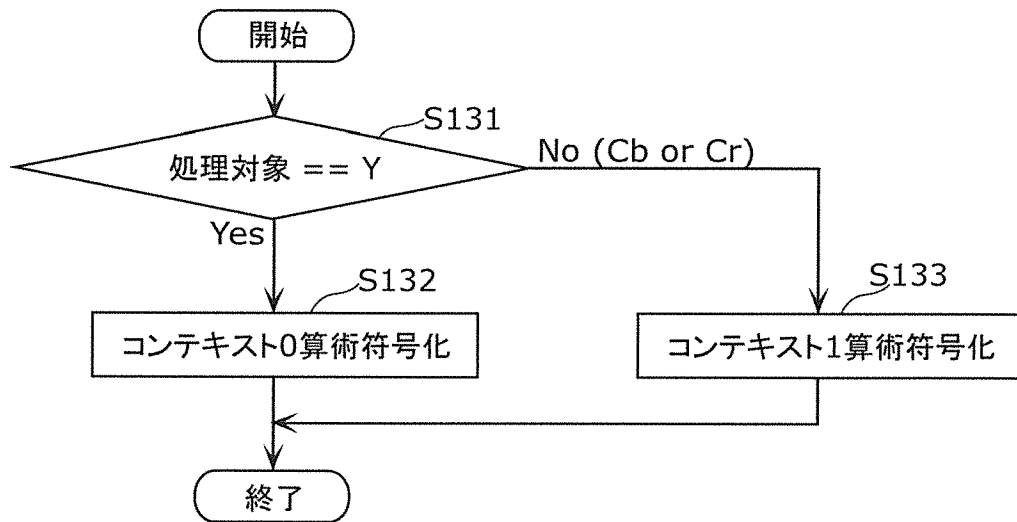 開始
S131
処理対象 == Y
No (Cb or Cr)
Yes
S132
S133
コンテキスト0算術符号化
コンテキスト1算術符号化
終了